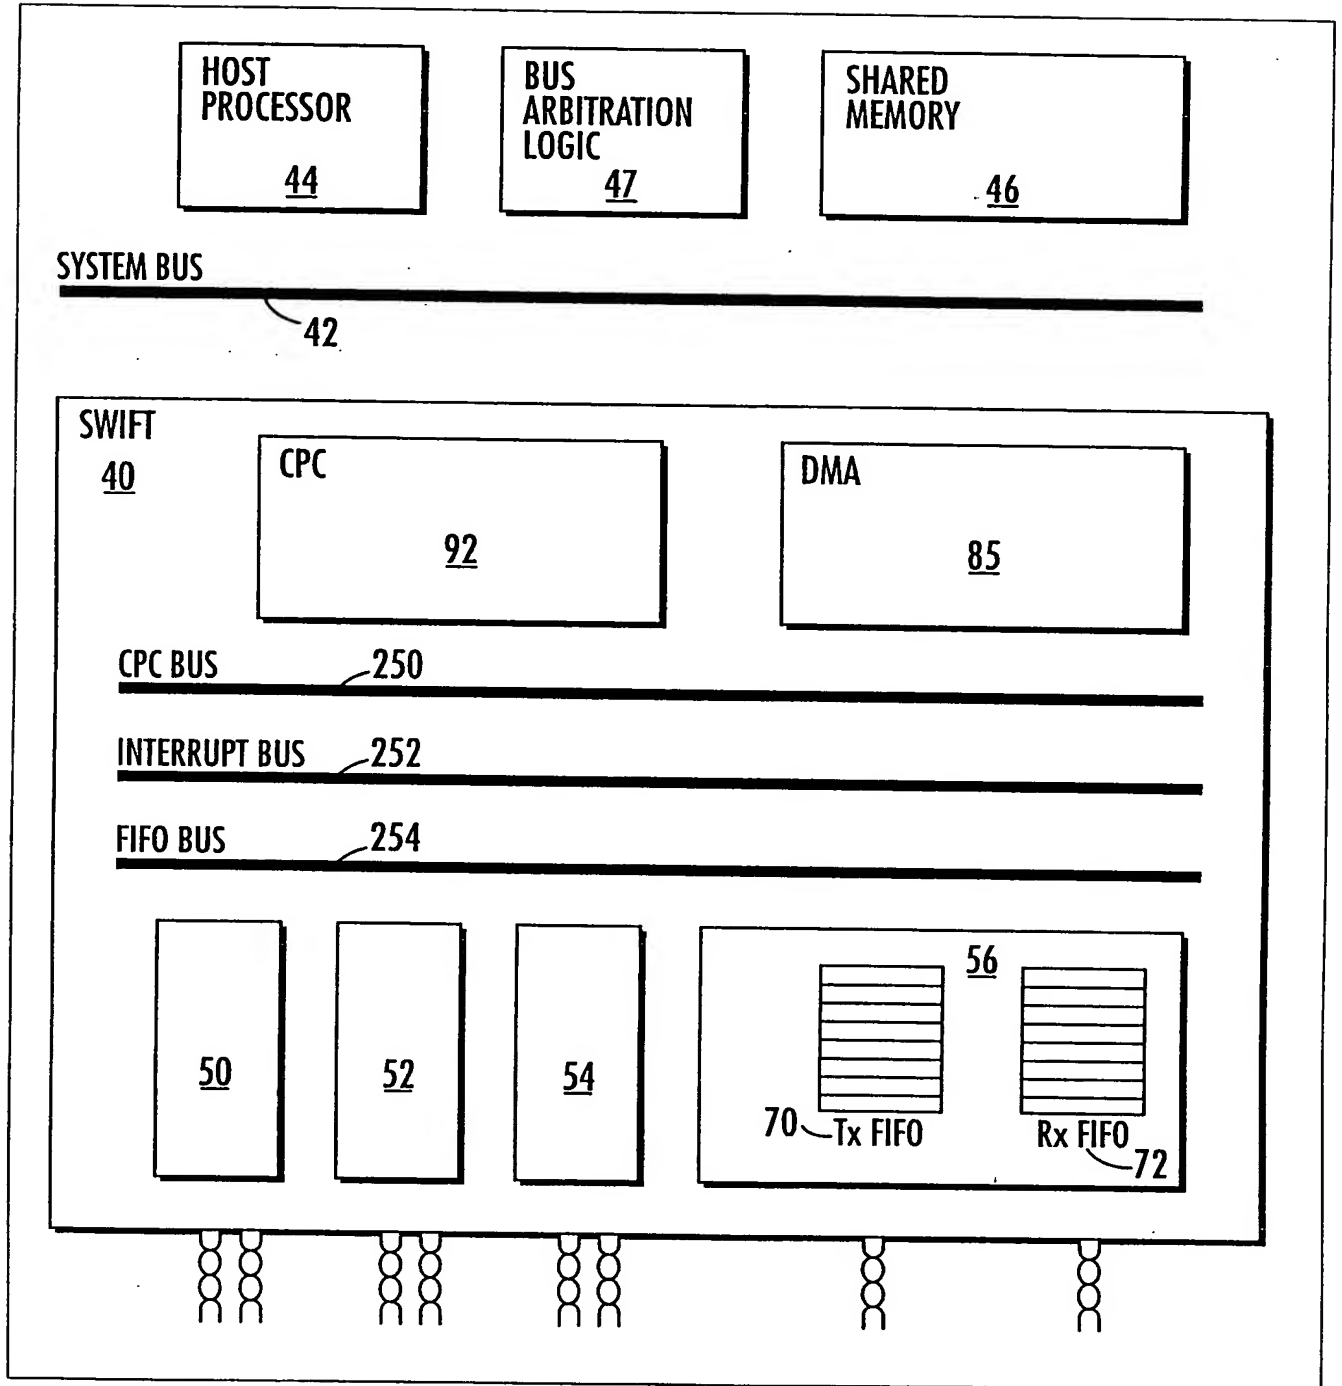 HOST
PROCESSOR
44
BUS
ARBITRATION
LOGIC
47
SHARED
MEMORY
46
SYSTEM BUS
42
SWIFT
40
CPC
92
DMA
85
CPC BUS
250
INTERRUPT BUS
252
FIFO BUS
254
50
52
54
56
70
Tx FIFO
Rx FIFO
72